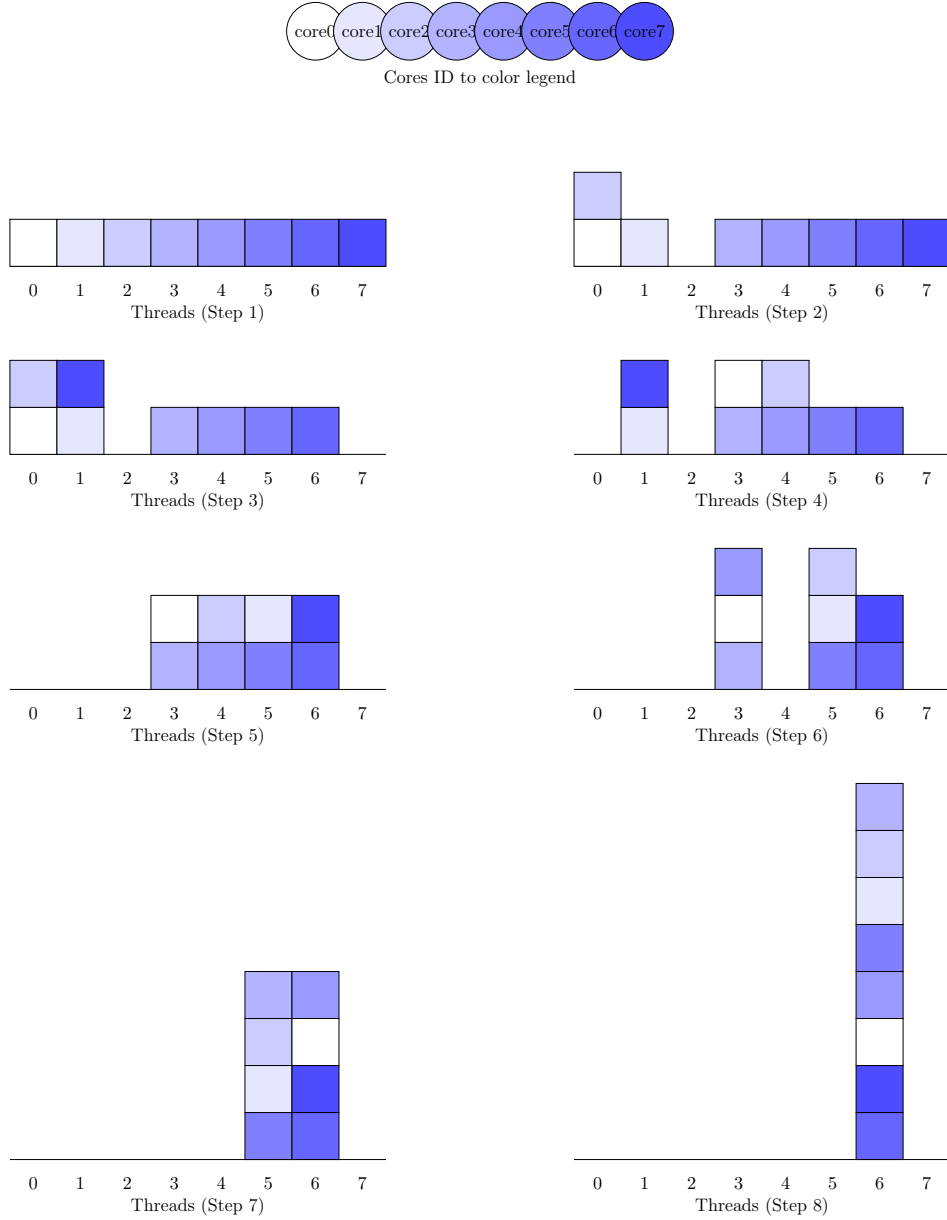 core0 core1 core2 core3 core4 core5 core6 core7
Cores ID to color legend
0 1 2 3 4 5 6 7
Threads (Step 1)
0 1 2 3 4 5 6 7
Threads (Step 2)
0 1 2 3 4 5 6 7
Threads (Step 3)
0 1 2 3 4 5 6 7
Threads (Step 4)
0 1 2 3 4 5 6 7
Threads (Step 5)
0 1 2 3 4 5 6 7
Threads (Step 6)
0 1 2 3 4 5 6 7
Threads (Step 7)
0 1 2 3 4 5 6 7
Threads (Step 8)